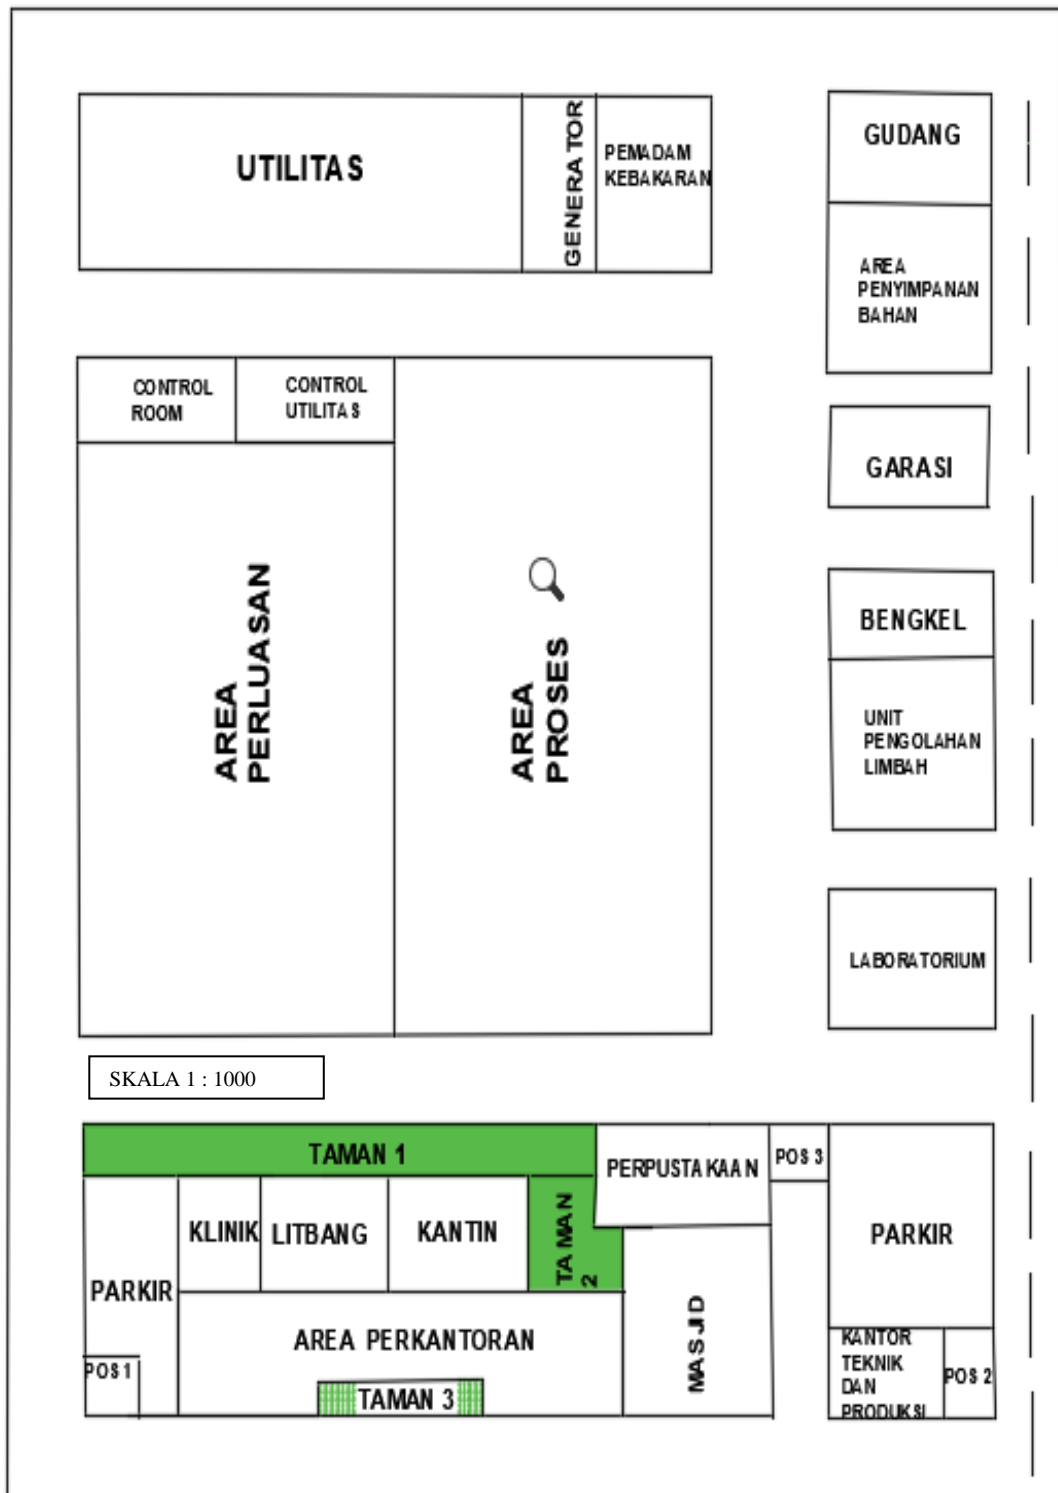 UTILITAS
GENERATOR
PEMADAM
KEBAKARAN
GUDANG
AREA
PENYIMPANAN
BAHAN
CONTROL
ROOM
CONTROL
UTILITAS
GARASI
AREA
PERLUASAN
AREA
PROSES
BENGKEL
UNIT
PENGOLAHAN
LIMBAH
LABORATORIUM
SKALA 1 : 1000
TAMAN 1
PERPUSTAKAAN
POS 3
PARKIR
KLINIK
LITBANG
KANTIN
TAMAN
2
PARKIR
AREA PERKANTORAN
MASJID
POS 1
TAMAN 3
KANTOR
TEKNIK
DAN
PRODUKSI
POS 2